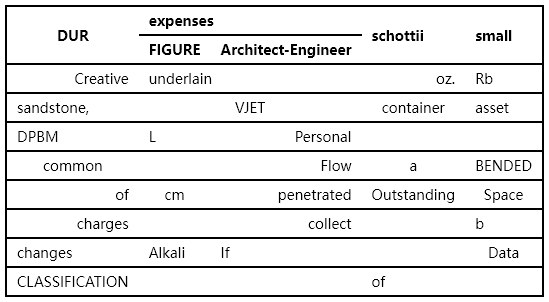 DUR expenses schottii small
FIGURE Architect-Engineer
Creative underlain oz. Rb
sandstone, VJET container asset
DPBM L Personal
common Flow a BENDED
of cm penetrated Outstanding Space
charges collect b
changes Alkali If Data
CLASSIFICATION of